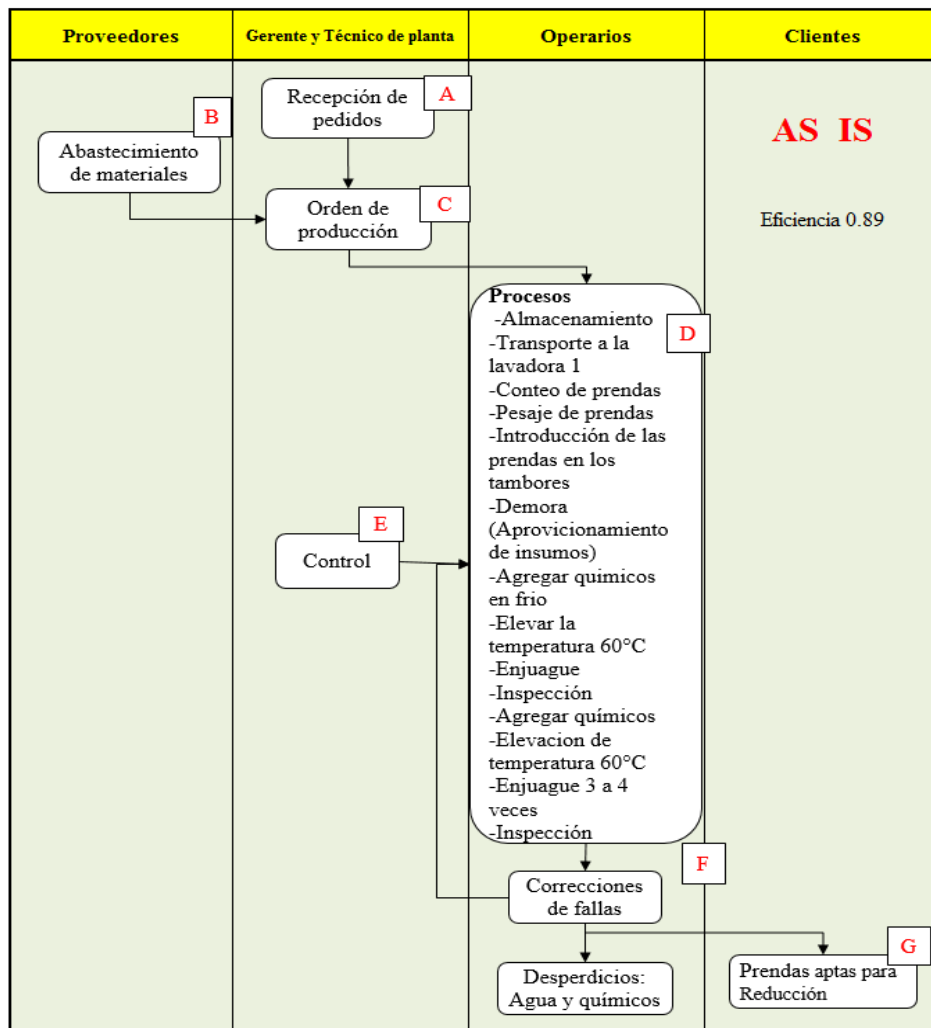 Proveedores
Gerente y Técnico de planta
Operarios
Clientes
Recepción de
pedidos
A
B
Abastecimiento
de materiales
AS IS
Orden de
producción
C
Eficiencia 0.89
Procesos
-Almacenamiento
-Transporte a la
lavadora 1
-Conteo de prendas
-Pesaje de prendas
-Introducción de las
prendas en los
tambores
-Demora
(Aprovicionamiento
de insumos)
-Agregar quimicos
en frio
-Elevar la
temperatura 60°C
-Enjuague
-Inspección
-Agregar químicos
-Elevacion de
temperatura 60°C
-Enjuague 3 a 4
veces
-Inspección
D
E
Control
F
Correcciones
de fallas
G
Desperdicios:
Agua y químicos
Prendas aptas para
Reducción